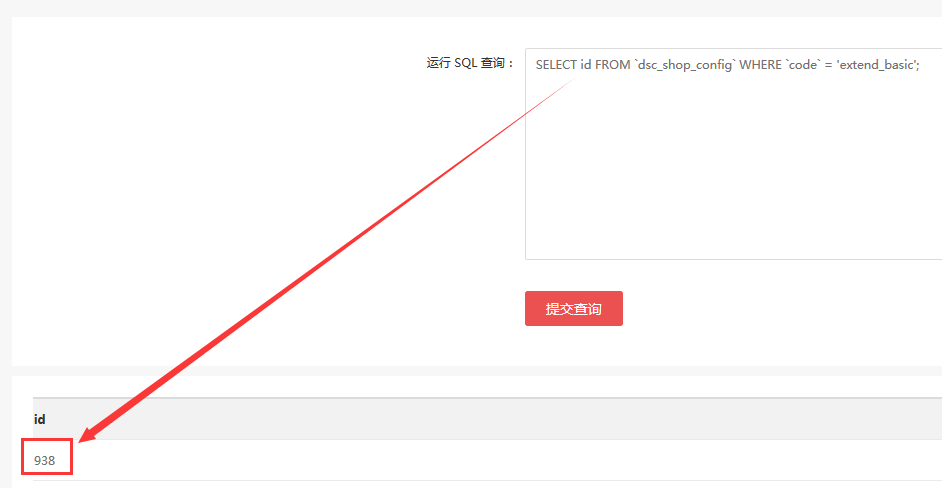 运行 SQL 查询：
SELECT id FROM `dsc_shop_config` WHERE `code` = 'extend_basic';
提交查询
id
938